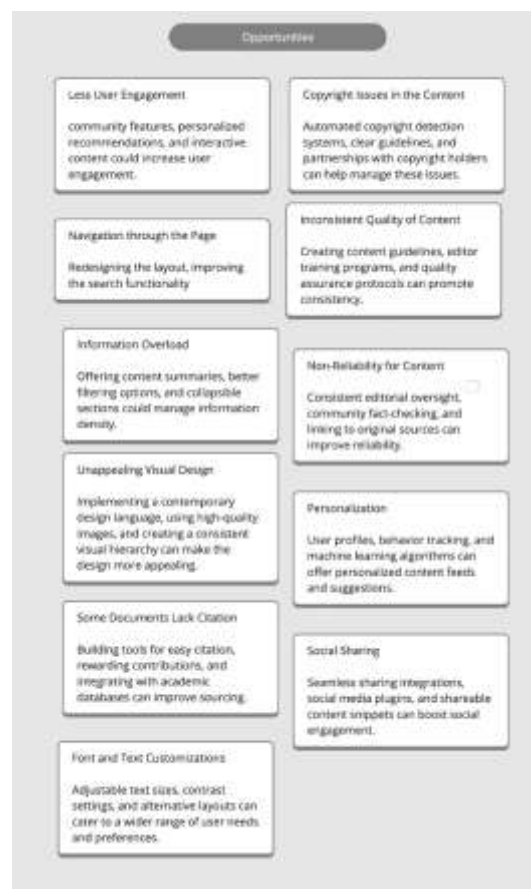 Opportunities
Less User Engagement
community features, personalized
recommendations, and interactive
content could increase user
engagement.
Copyright Issues in the Content
Automated copyright detection
systems, clear guidelines, and
partnerships with copyright holders
can help manage these issues.
Navigation through the Page
Redesigning the layout, improving
the search functionality
Inconsistent Quality of Content
Creating content guidelines, editor
training programs, and quality
assurance protocols can promote
consistency.
Information Overload
Offering content summaries, better
filtering options, and collapsible
sections could manage information
density.
Non-Reliability for Content
Consistent editorial oversight,
community fact-checking, and
linking to original sources can
improve reliability.
Unappealing Visual Design
Implementing a contemporary
design language, using high-quality
images, and creating a consistent
visual hierarchy can make the
design more appealing.
Personalization
User profiles, behavior tracking, and
machine learning algorithms can
offer personalized content feeds
and suggestions.
Some Documents Lack Citation
Building tools for easy citation,
rewarding contributions, and
integrating with academic
databases can improve sourcing.
Social Sharing
Seamless sharing integrations,
social media plugins, and shareable
content snippets can boost social
engagement.
Font and Text Customizations
Adjustable text sizes, contrast
settings, and alternative layouts can
cater to a wider range of user needs
and preferences.